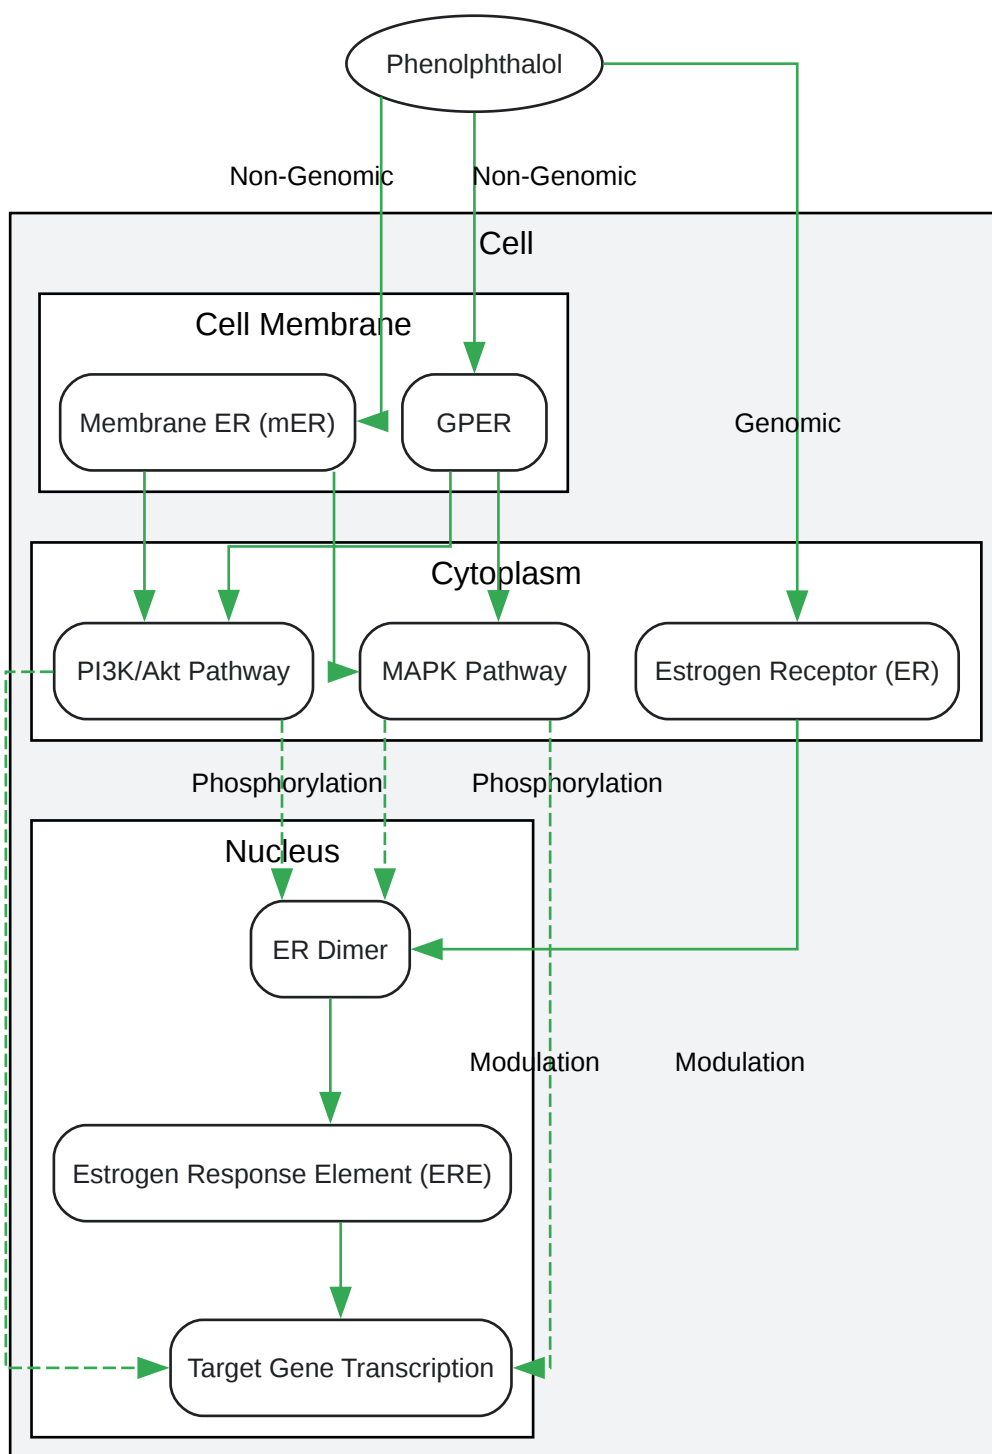 Phenolphthalol
Non-Genomic
Non-Genomic
Cell
Cell Membrane
Membrane ER (mER)
GPER
Genomic
Cytoplasm
PI3K/Akt Pathway
MAPK Pathway
Estrogen Receptor (ER)
Phosphorylation
Phosphorylation
Nucleus
ER Dimer
Modulation
Modulation
Estrogen Response Element (ERE)
Target Gene Transcription